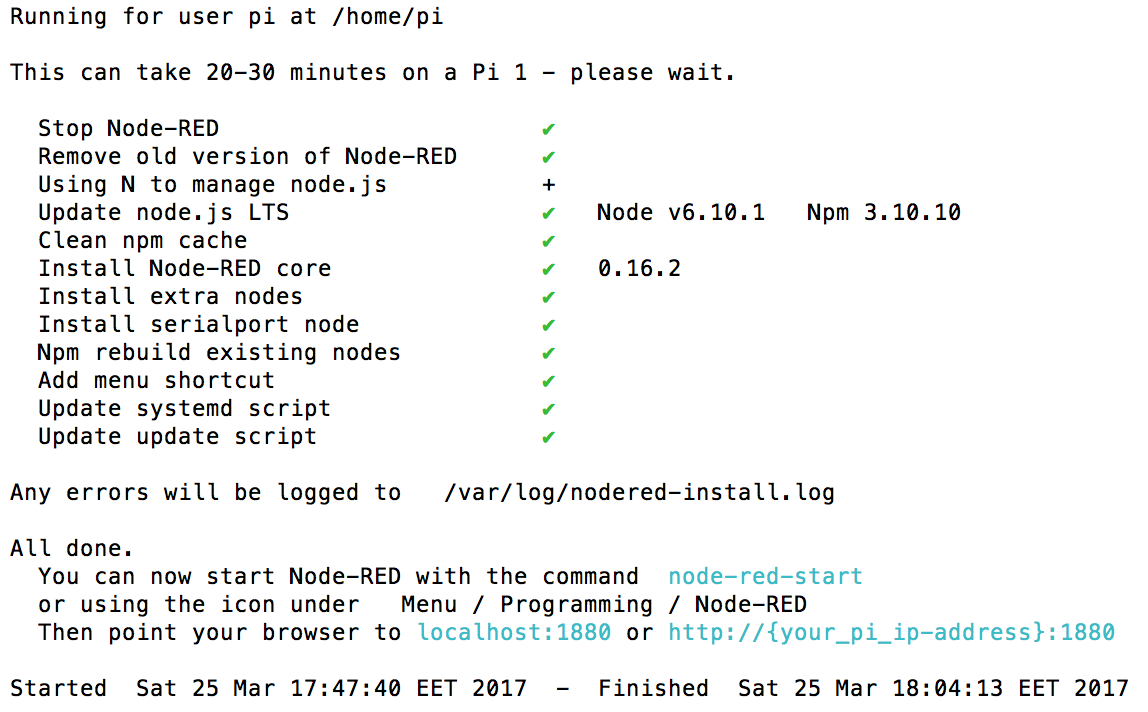 Running for user pi at /home/pi
This can take 20-30 minutes on a Pi 1 - please wait.
Stop Node-RED ✔
Remove old version of Node-RED ✔
Using N to manage node.js +
Update node.js LTS ✔ Node v6.10.1 Npm 3.10.10
Clean npm cache ✔
Install Node-RED core ✔ 0.16.2
Install extra nodes ✔
Install serialport node ✔
Npm rebuild existing nodes ✔
Add menu shortcut ✔
Update systemd script ✔
Update update script ✔
Any errors will be logged to /var/log/nodered-install.log
All done.
You can now start Node-RED with the command node-red-start
or using the icon under Menu / Programming / Node-RED
Then point your browser to localhost:1880 or http://{your_pi_ip-address}:1880
Started Sat 25 Mar 17:47:40 EET 2017 - Finished Sat 25 Mar 18:04:13 EET 2017